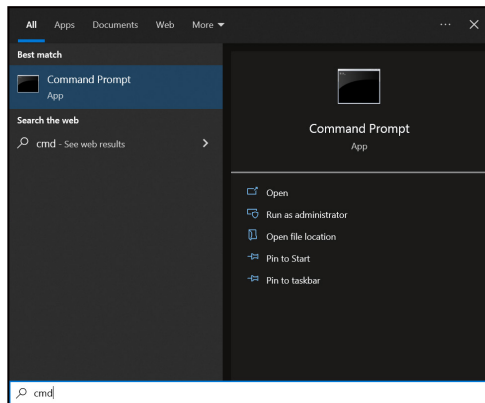 All Apps Documents Web More
Best match
Command Prompt
App
Search the web
cmd - See web results
Command Prompt
App
Open
Run as administrator
Open file location
Pin to Start
Pin to taskbar
cmd